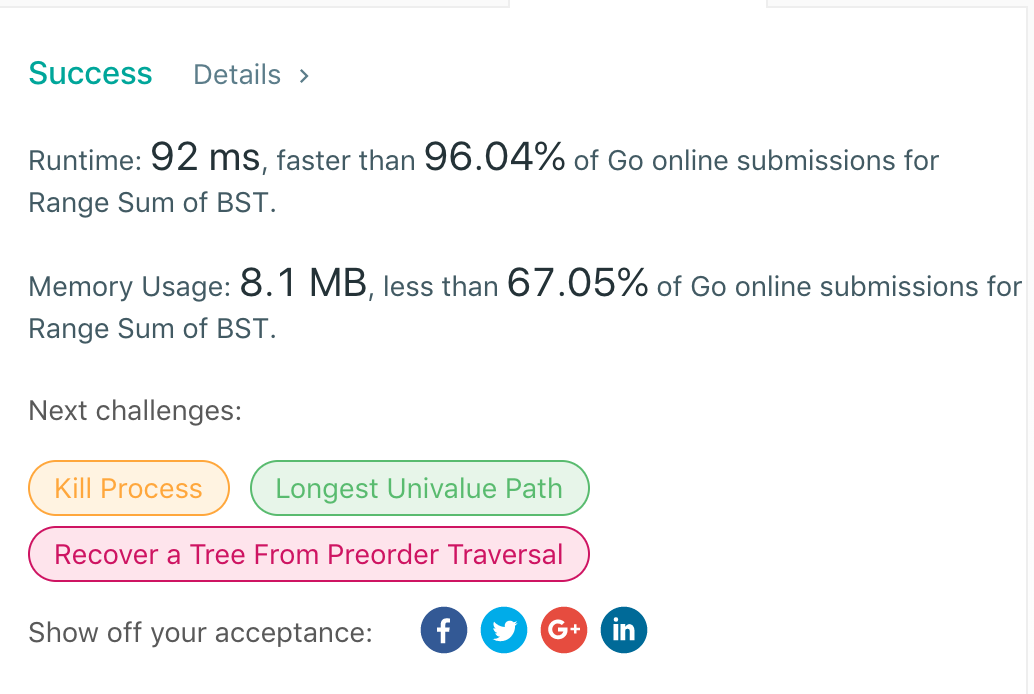 Success Details >
Runtime: 92 ms, faster than 96.04% of Go online submissions for
Range Sum of BST.
Memory Usage: 8.1 MB, less than 67.05% of Go online submissions for
Range Sum of BST.
Next challenges:
Kill Process Longest Univalue Path
Recover a Tree From Preorder Traversal
Show off your acceptance: f G+ in